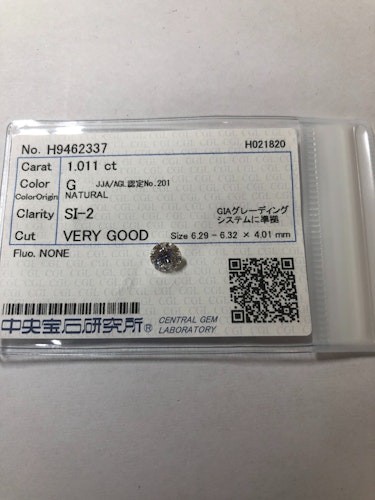 No. H9462337 H021820
Carat 1.011 ct
Color G JJA/AGL認定No.201
ColorOrigin NATURAL
Clarity SI-2 GIAグレーディング
システムに準拠
Cut VERY GOOD Size 6.29 - 6.32 × 4.01 mm
Fluo. NONE
中央宝石研究所® CENTRAL GEM
LABORATORY